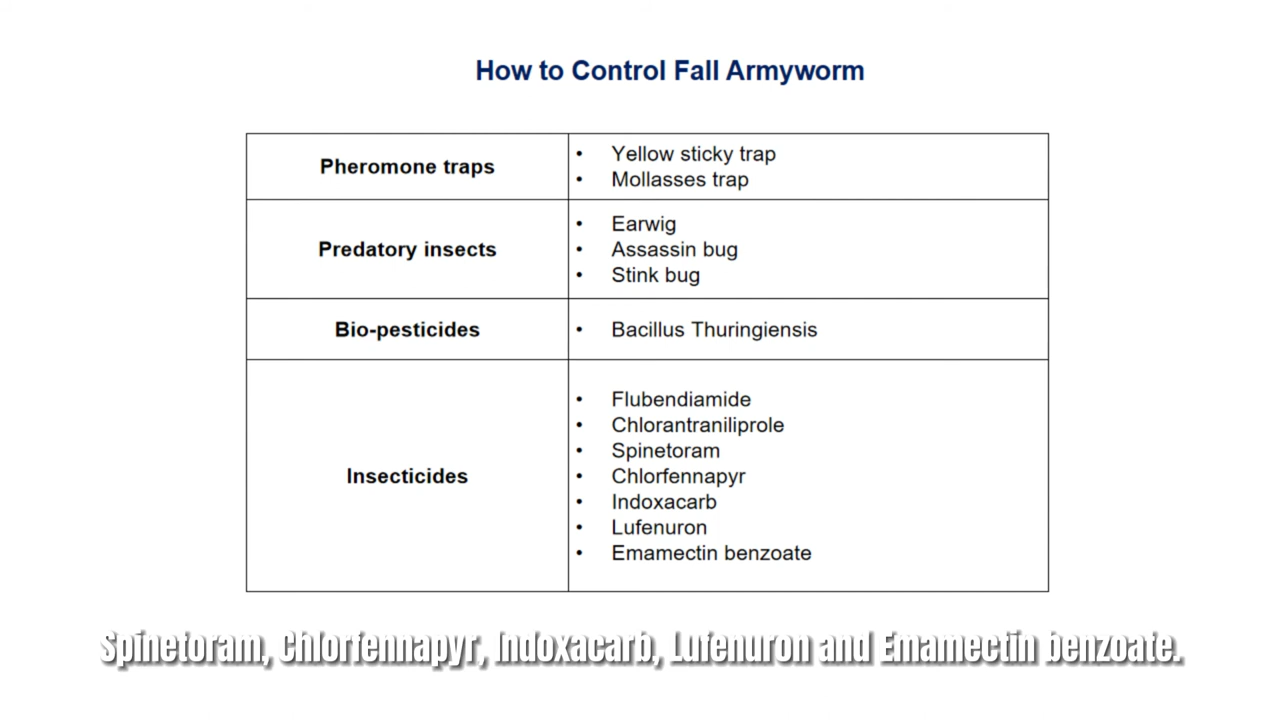 How to Control Fall Armyworm
Pheromone traps
• Yellow sticky trap
• Mollasses trap
Predatory insects
• Earwig
• Assassin bug
• Stink bug
Bio-pesticides
• Bacillus Thuringiensis
Insecticides
• Flubendiamide
• Chlorantraniliprole
• Spinetoram
• Chlorfennapyr
• Indoxacarb
• Lufenuron
• Emamectin benzoate
Spinetoram, Chlorfennapyr, Indoxacarb, Lufenuron and Emamectin benzoate.